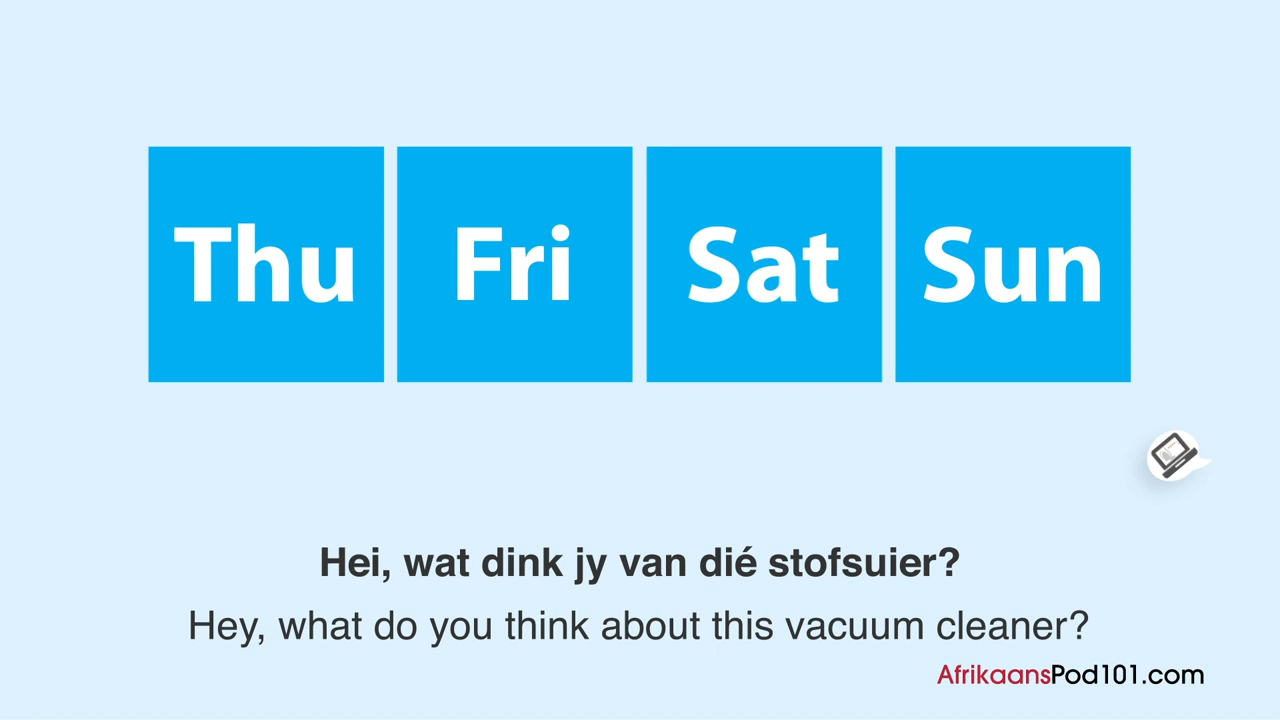 Thu Fri Sat Sun
Hei, wat dink jy van dié stofsuier?
Hey, what do you think about this vacuum cleaner?
AfrikaansPod101.com